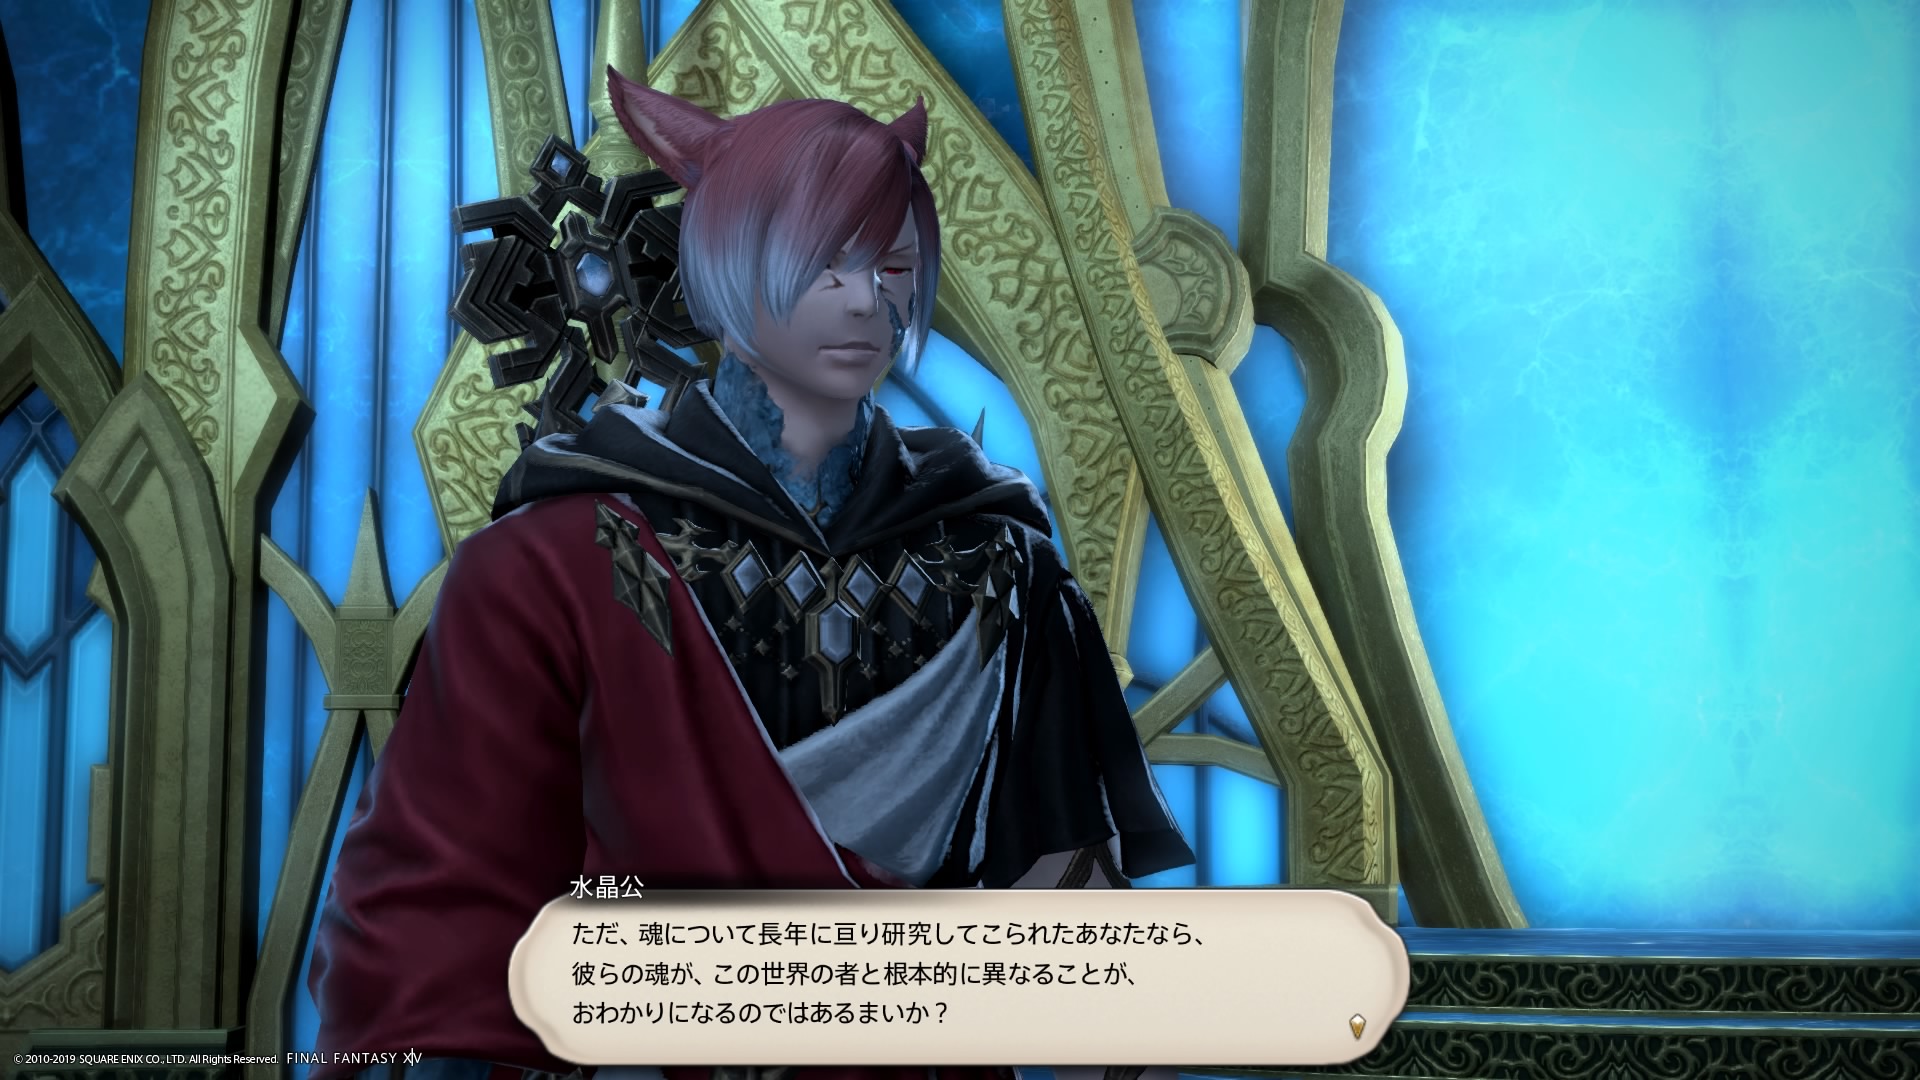 水晶公
ただ、魂について長年に亘り研究してこられたあなたなら、
彼らの魂が、この世界の者と根本的に異なることが、
おわかりになるのではあるまいか？
© 2010-2019 SQUARE ENIX CO., LTD. All Rights Reserved. FINAL FANTASY XIV